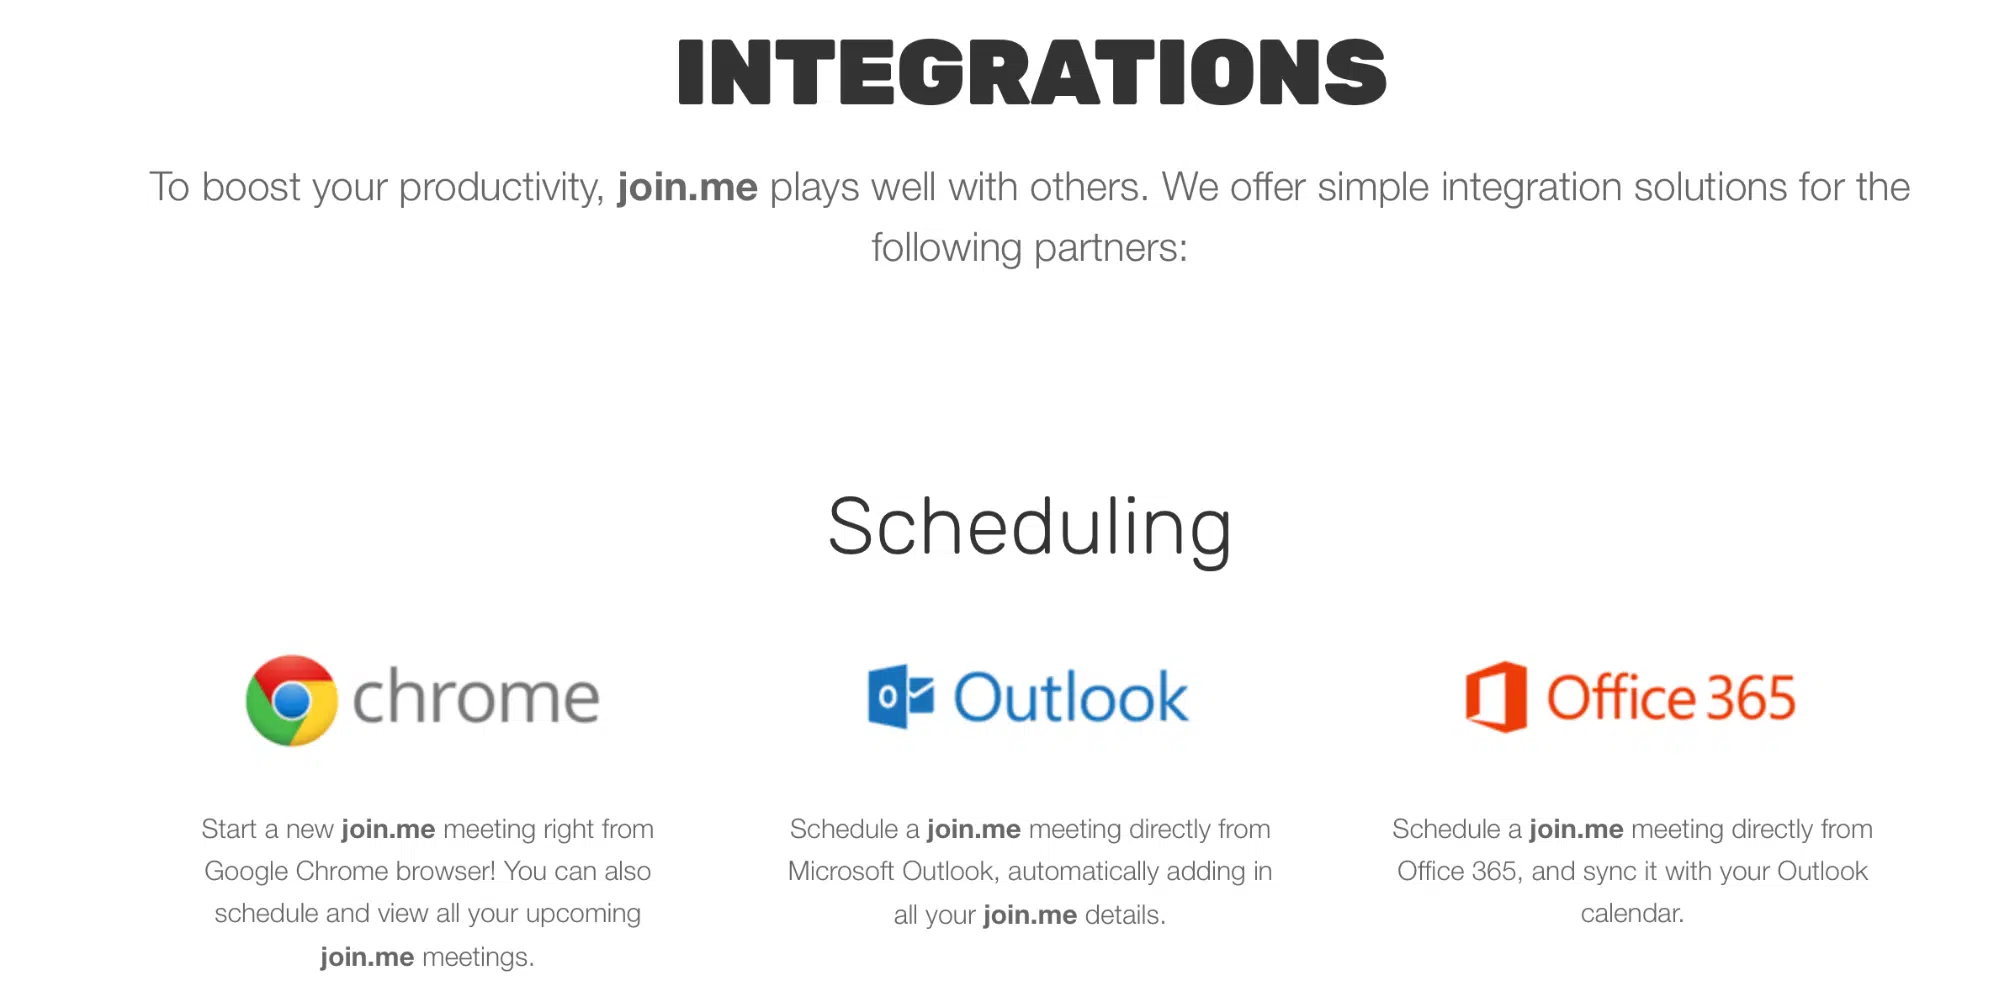 INTEGRATIONS
To boost your productivity, join.me plays well with others. We offer simple integration solutions for the
following partners:
Scheduling
chrome
Outlook
Office 365
Start a new join.me meeting right from
Google Chrome browser! You can also
schedule and view all your upcoming
join.me meetings.
Schedule a join.me meeting directly from
Microsoft Outlook, automatically adding in
all your join.me details.
Schedule a join.me meeting directly from
Office 365, and sync it with your Outlook
calendar.